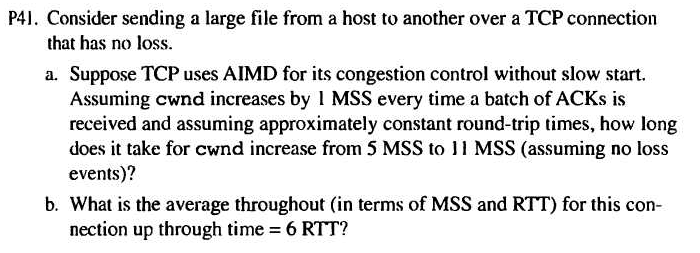 P41. Consider sending a large file from a host to another over a TCP connection
that has no loss.
a. Suppose TCP uses AIMD for its congestion control without slow start.
Assuming cwnd increases by 1 MSS every time a batch of ACKs is
received and assuming approximately constant round-trip times, how long
does it take for cwnd increase from 5 MSS to 11 MSS (assuming no loss
events)?
b. What is the average throughout (in terms of MSS and RTT) for this con-
nection up through time = 6 RTT?